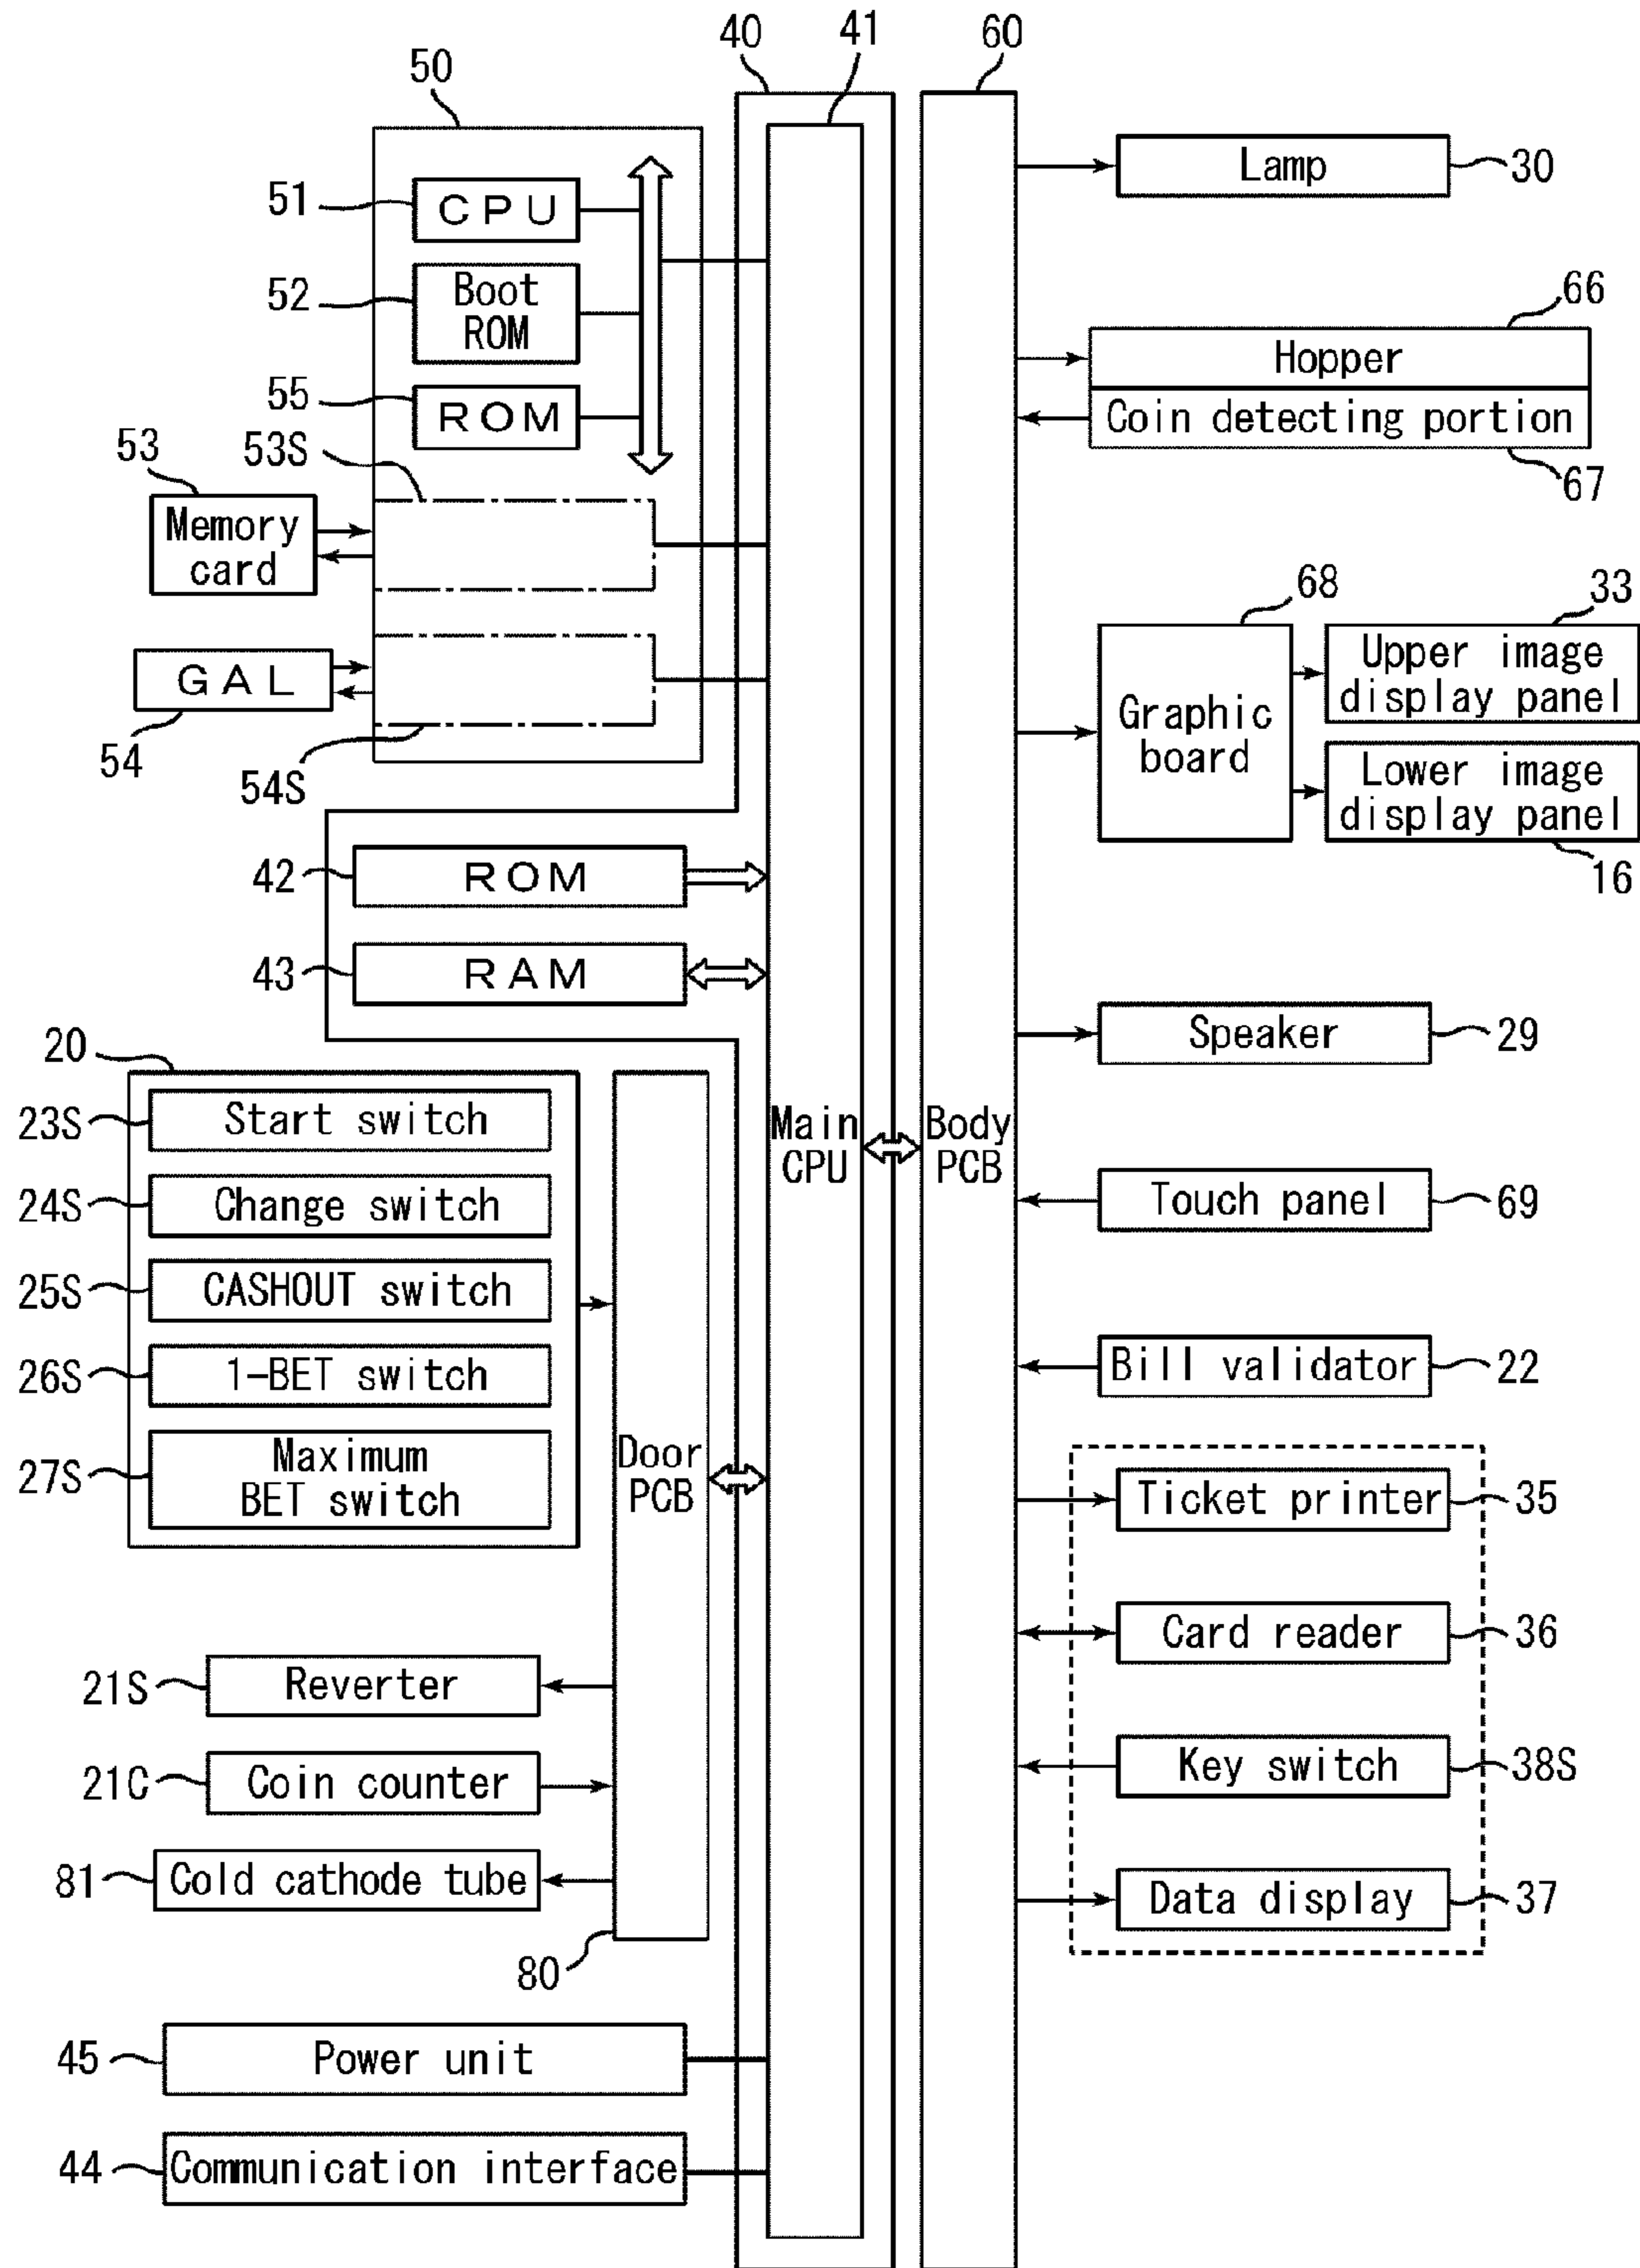 40
41
60
50
51
CPU
52
Boot
ROM
55
ROM
53S
53
Memory
card
GAL
54
54S
42
ROM
43
RAM
20
23S
Start switch
24S
Change switch
25S
CASHOUT switch
26S
1-BET switch
27S
Maximum
BET switch
Door
PCB
Main
CPU
Body
PCB
21S
Reverter
21C
Coin counter
81
Cold cathode tube
80
45
Power unit
44
Communication interface
Lamp
30
66
Hopper
Coin detecting portion
67
68
33
Graphic
board
Upper image
display panel
Lower image
display panel
16
Speaker
29
Touch panel
69
Bill validator
22
Ticket printer
35
Card reader
36
Key switch
38S
Data display
37